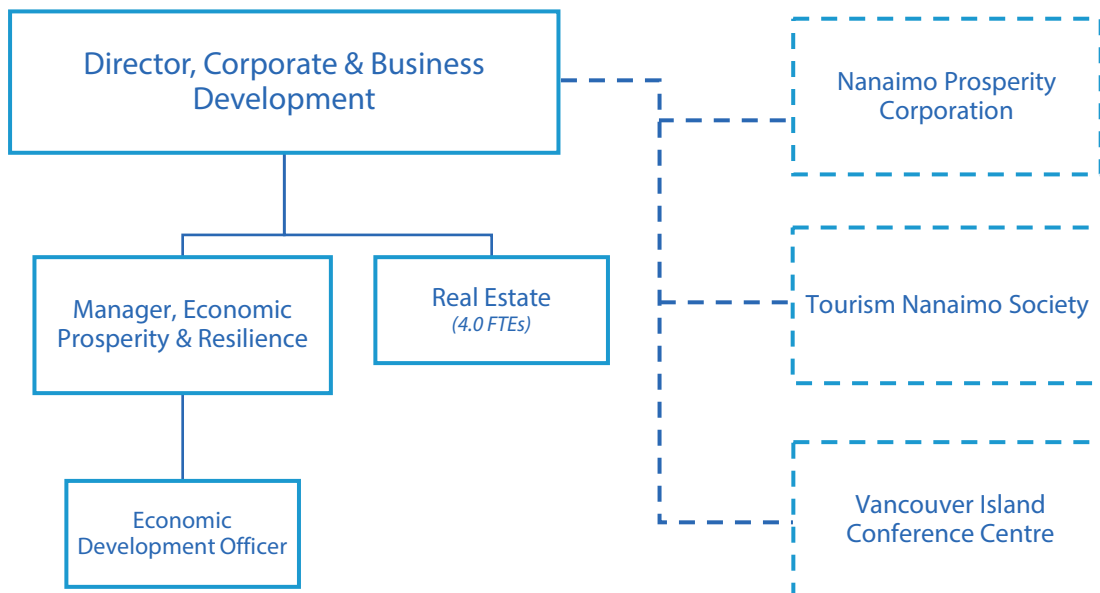 Director, Corporate & Business
Development
Nanaimo Prosperity
Corporation
Manager, Economic
Prosperity & Resilience
Real Estate
(4.0 FTEs)
Tourism Nanaimo Society
Economic
Development Officer
Vancouver Island
Conference Centre